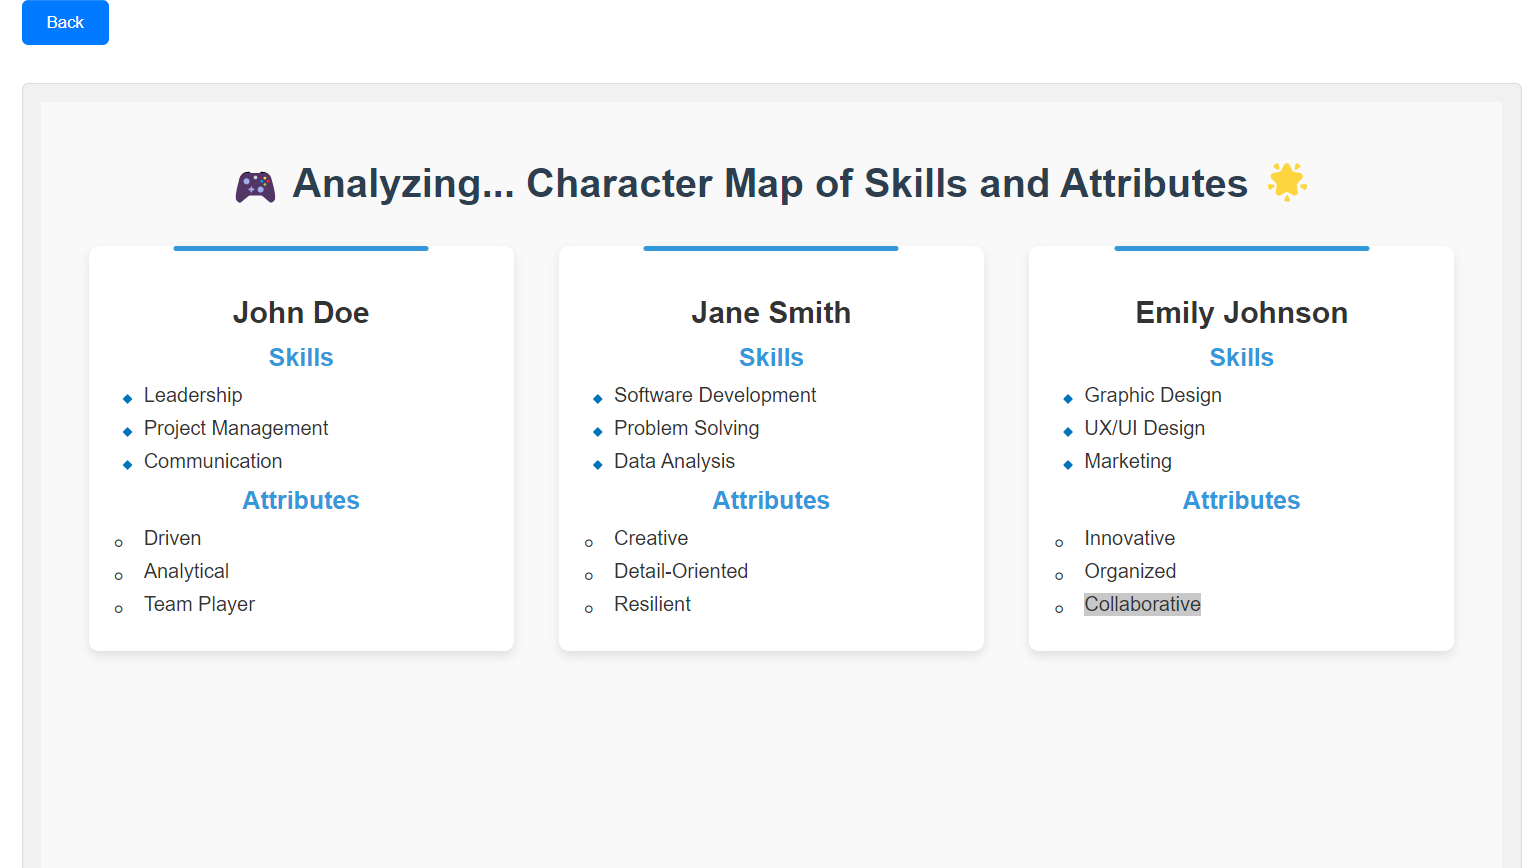 Back
Analyzing... Character Map of Skills and Attributes
John Doe
Skills
Leadership
Project Management
Communication
Attributes
Driven
Analytical
Team Player
Jane Smith
Skills
Software Development
Problem Solving
Data Analysis
Attributes
Creative
Detail-Oriented
Resilient
Emily Johnson
Skills
Graphic Design
UX/UI Design
Marketing
Attributes
Innovative
Organized
Collaborative